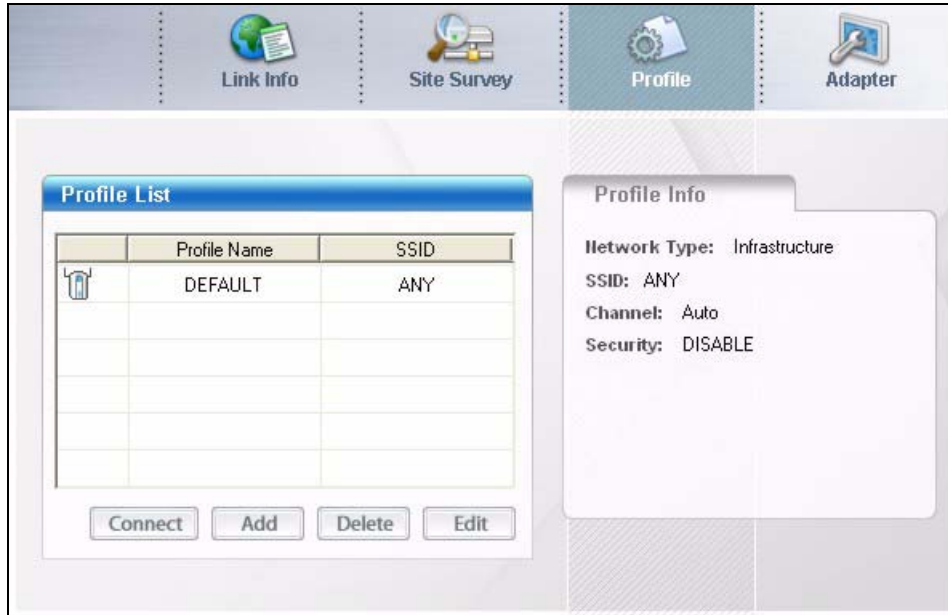 Link Info Site Survey Profile Adapter
Profile List
Profile Name SSID
DEFAULT ANY
Connect Add Delete Edit
Profile Info
Network Type: Infrastructure
SSID: ANY
Channel: Auto
Security: DISABLE